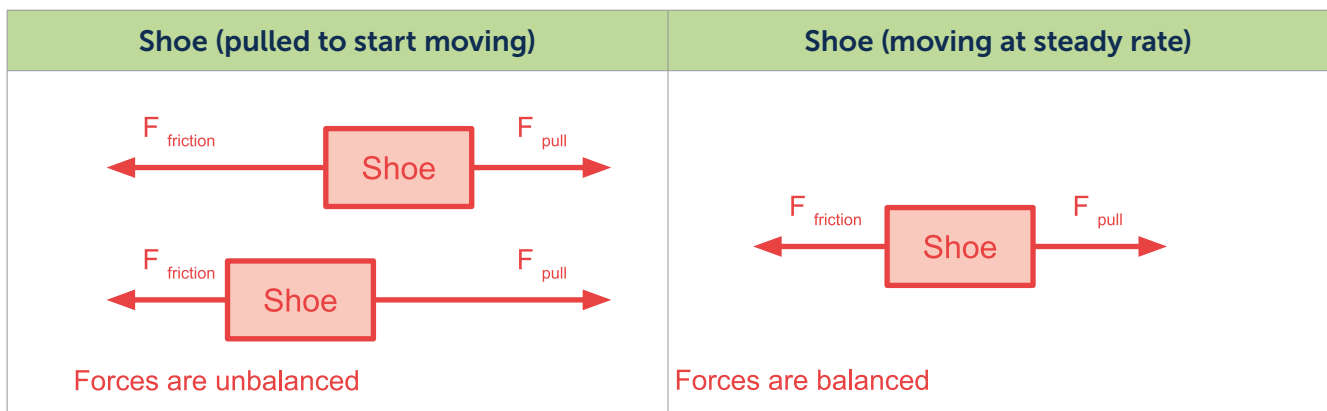 Shoe (pulled to start moving)
Shoe (moving at steady rate)
F friction
F pull
Shoe
F friction
F pull
Shoe
Forces are unbalanced
F friction
F pull
Shoe
Forces are balanced